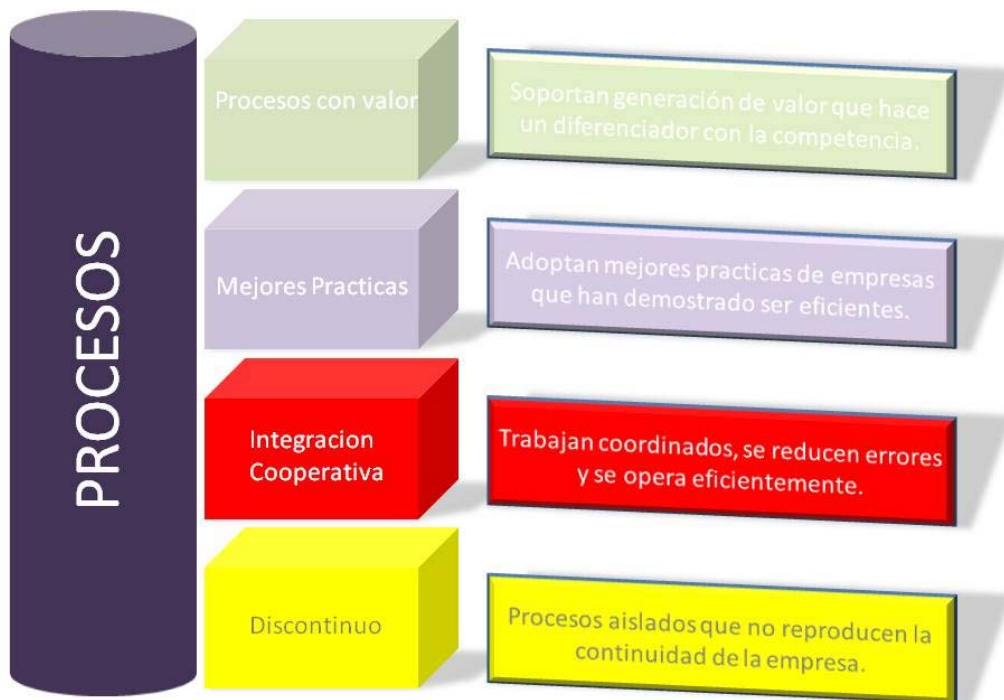 PROCESOS
Procesos con valor
Soportan generación de valor que hace
un diferenciador con la competencia.
Mejores Practicas
Adoptan mejores practicas de empresas
que han demostrado ser eficientes.
Integracion
Cooperativa
Trabajan coordinados, se reducen errores
y se opera eficientemente.
Discontinuo
Procesos aislados que no reproducen la
continuidad de la empresa.